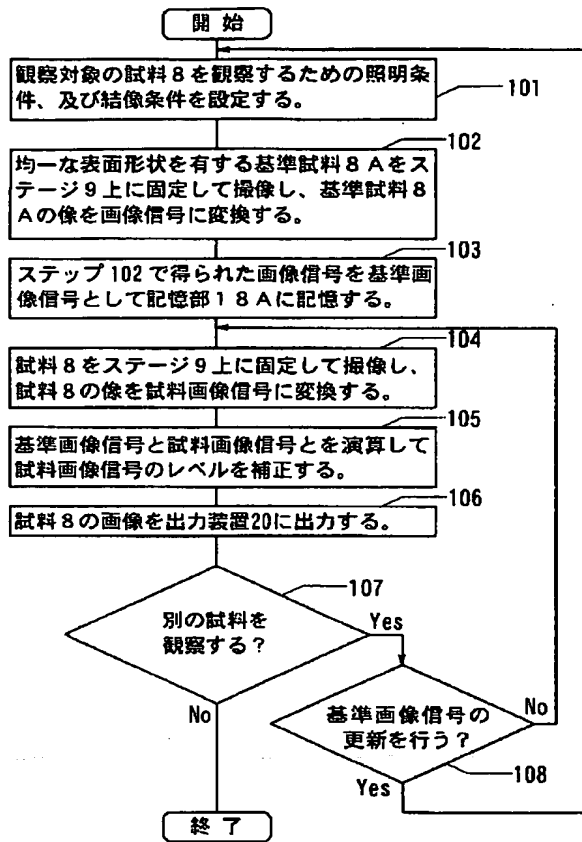 開 始
観察対象の試料8を観察するための照明条
件、及び結像条件を設定する。
101
102
均一な表面形状を有する基準試料8Aをス
テージ9上に固定して撮像し、基準試料8
Aの像を画像信号に変換する。
103
ステップ102で得られた画像信号を基準画
像信号として記憶部18Aに記憶する。
104
試料8をステージ9上に固定して撮像し、
試料8の像を試料画像信号に変換する。
105
基準画像信号と試料画像信号とを演算して
試料画像信号のレベルを補正する。
106
試料8の画像を出力装置20に出力する。
107
別の試料を
観察する?
Yes
No
基準画像信号の
更新を行う?
No
108
Yes
終 了